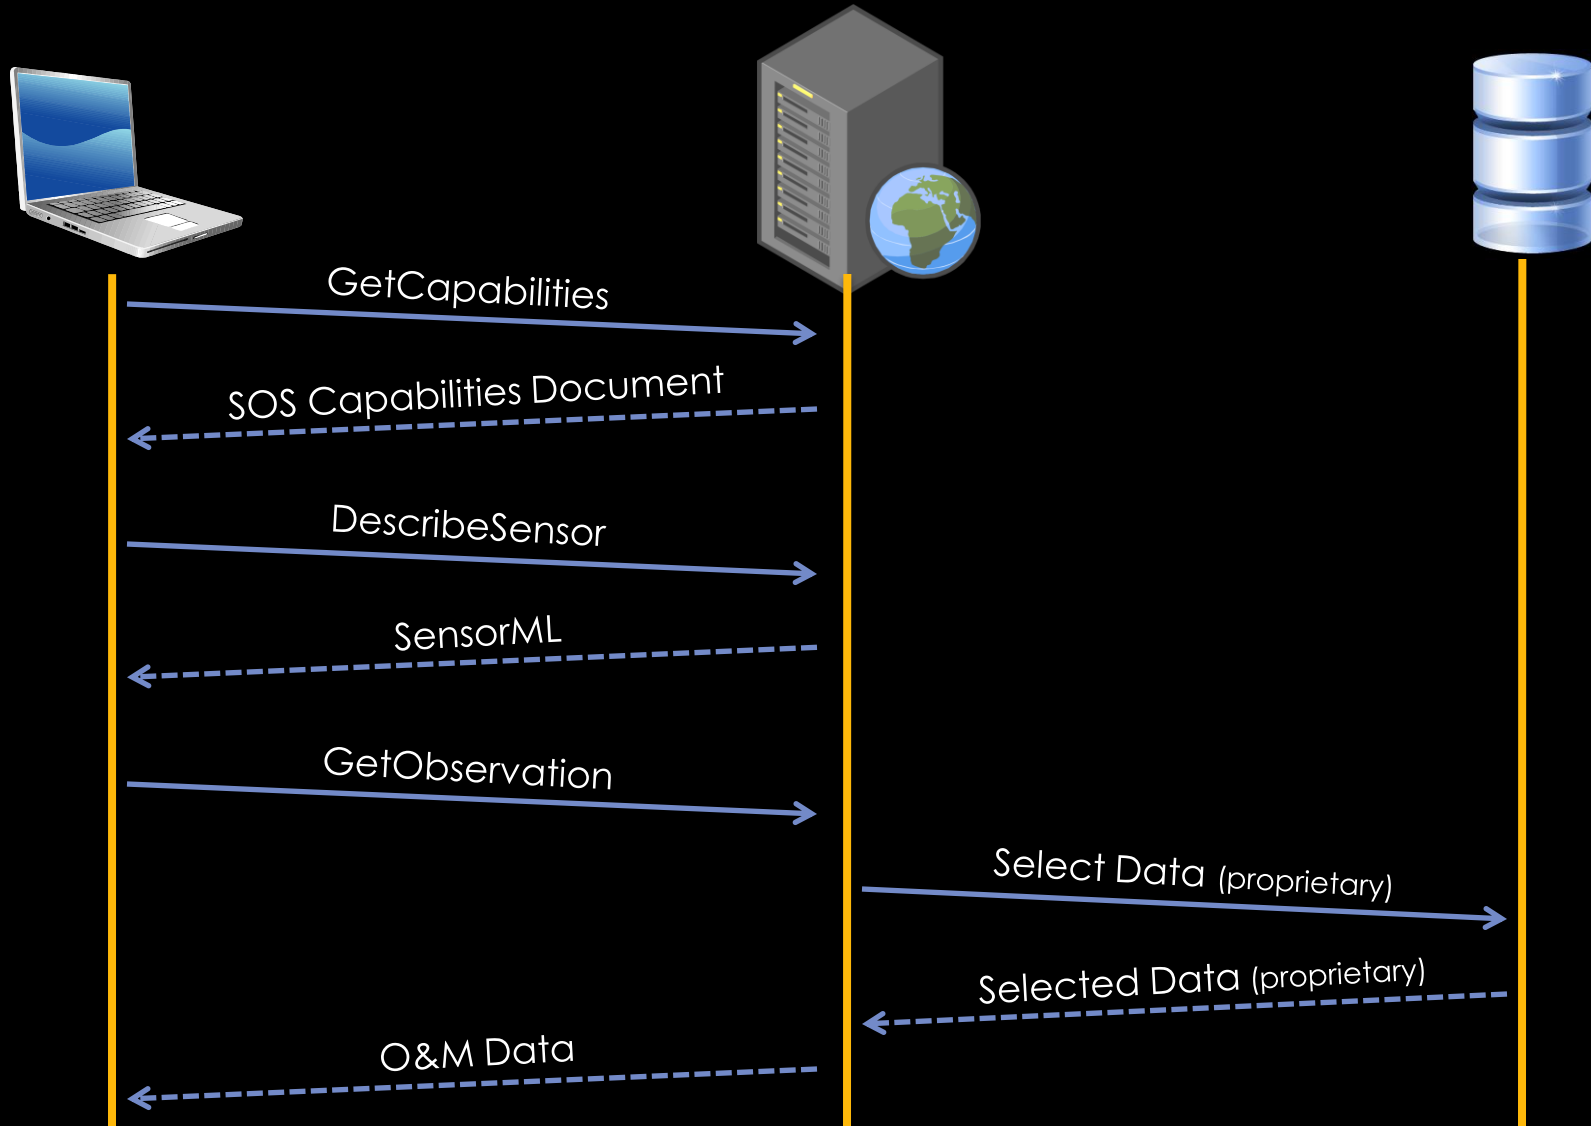 GetCapabilities
SOS Capabilities Document
DescribeSensor
SensorML
GetObservation
Select Data (proprietary)
Selected Data (proprietary)
O&M Data